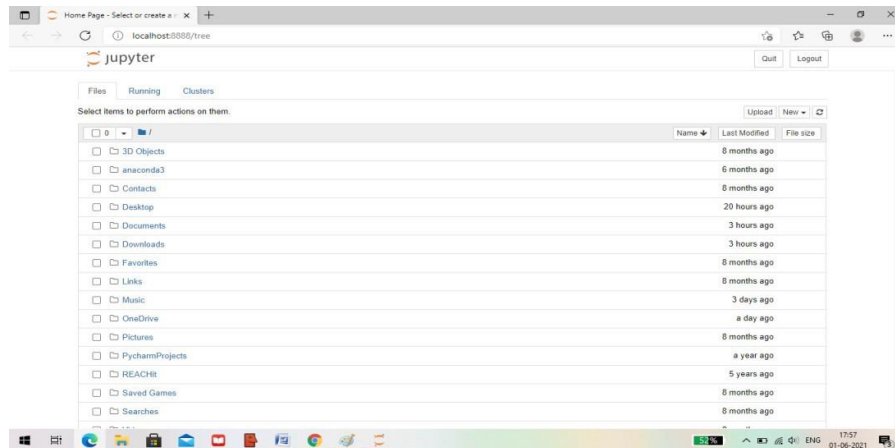 Home Page - Select or create a n
localhost:8888/tree
jupyter
Quit Logout
Files Running Clusters
Select items to perform actions on them.
Upload New
0 / Name Last Modified File size
3D Objects 8 months ago
anaconda3 6 months ago
Contacts 8 months ago
Desktop 20 hours ago
Documents 3 hours ago
Downloads 3 hours ago
Favorites 8 months ago
Links 8 months ago
Music 3 days ago
OneDrive a day ago
Pictures 8 months ago
PycharmProjects a year ago
REACHit 5 years ago
Saved Games 8 months ago
Searches 8 months ago
52% ENG 17:57
01-06-2021